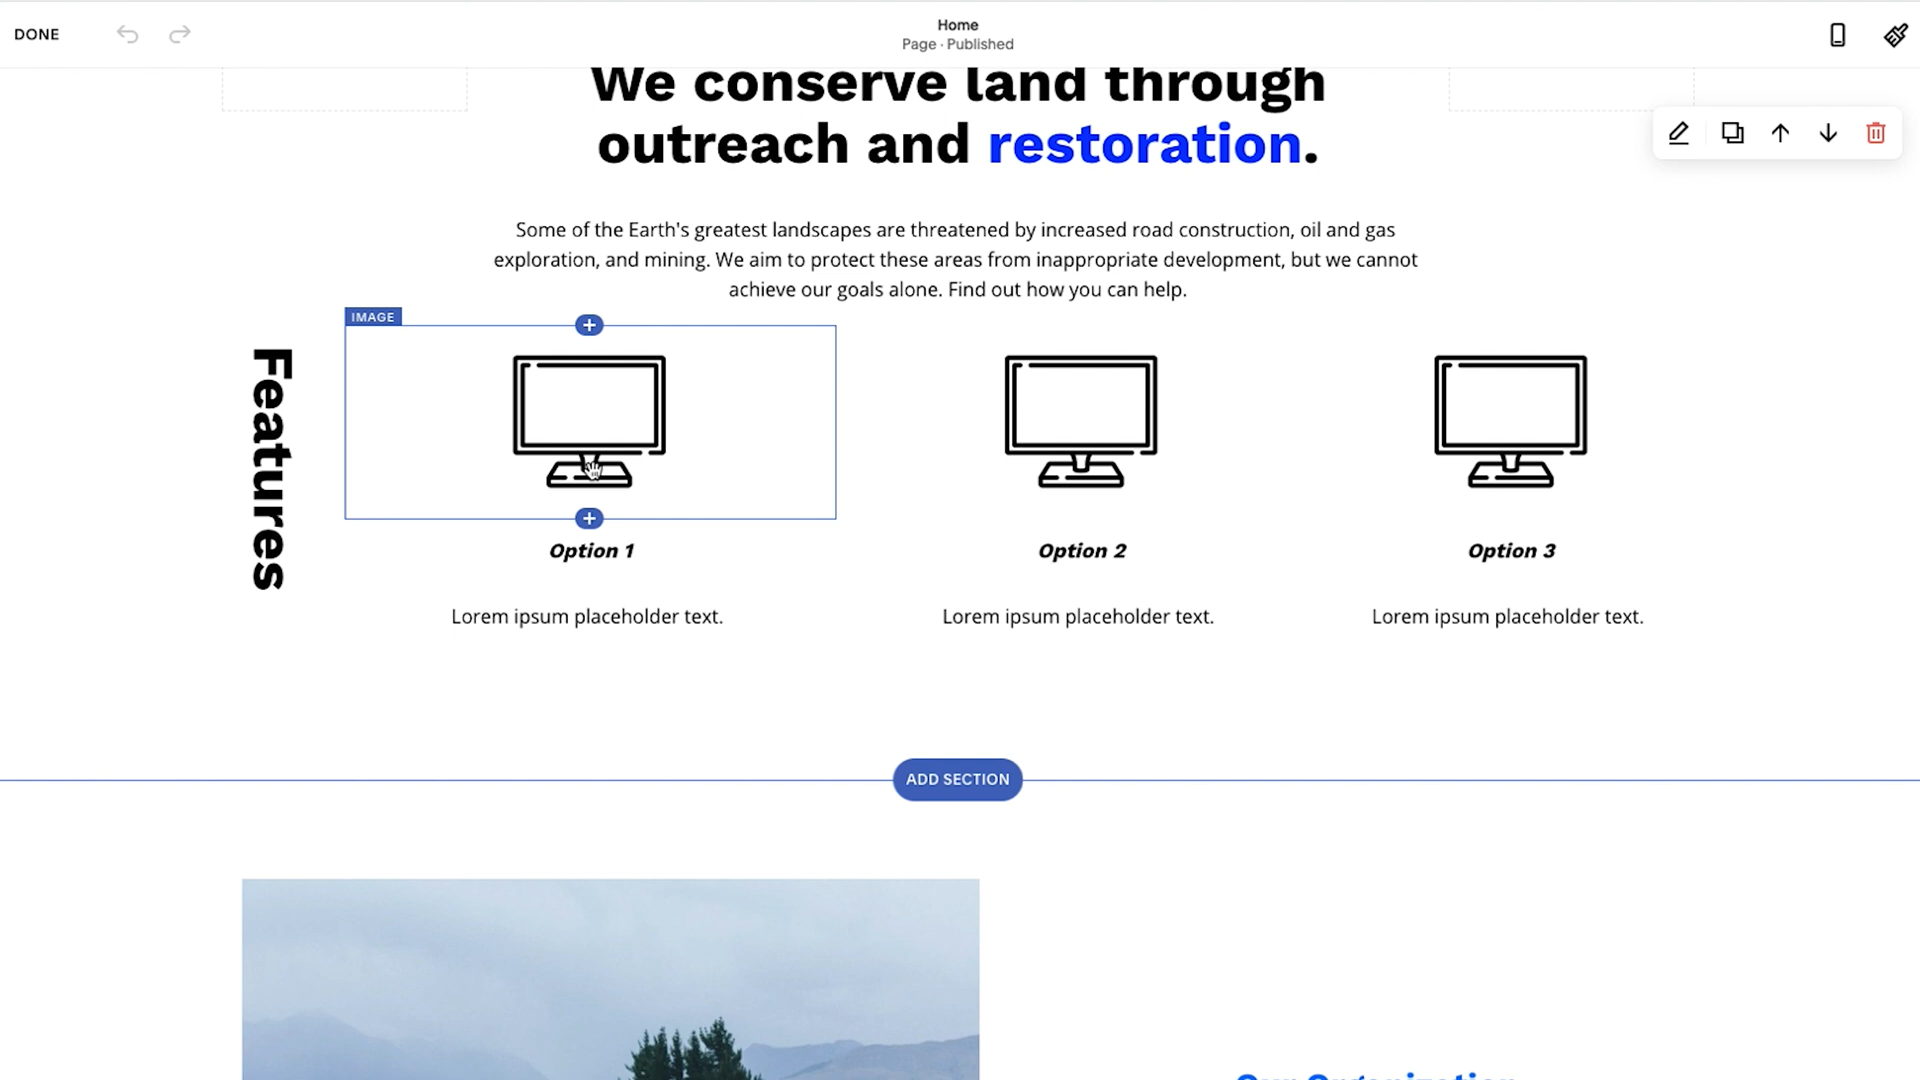 DONE
Home
Page · Published
We conserve land through
outreach and restoration.
Some of the Earth's greatest landscapes are threatened by increased road construction, oil and gas
exploration, and mining. We aim to protect these areas from inappropriate development, but we cannot
achieve our goals alone. Find out how you can help.
IMAGE
Features
Option 1
Option 2
Option 3
Lorem ipsum placeholder text.
Lorem ipsum placeholder text.
Lorem ipsum placeholder text.
ADD SECTION
Our Organization